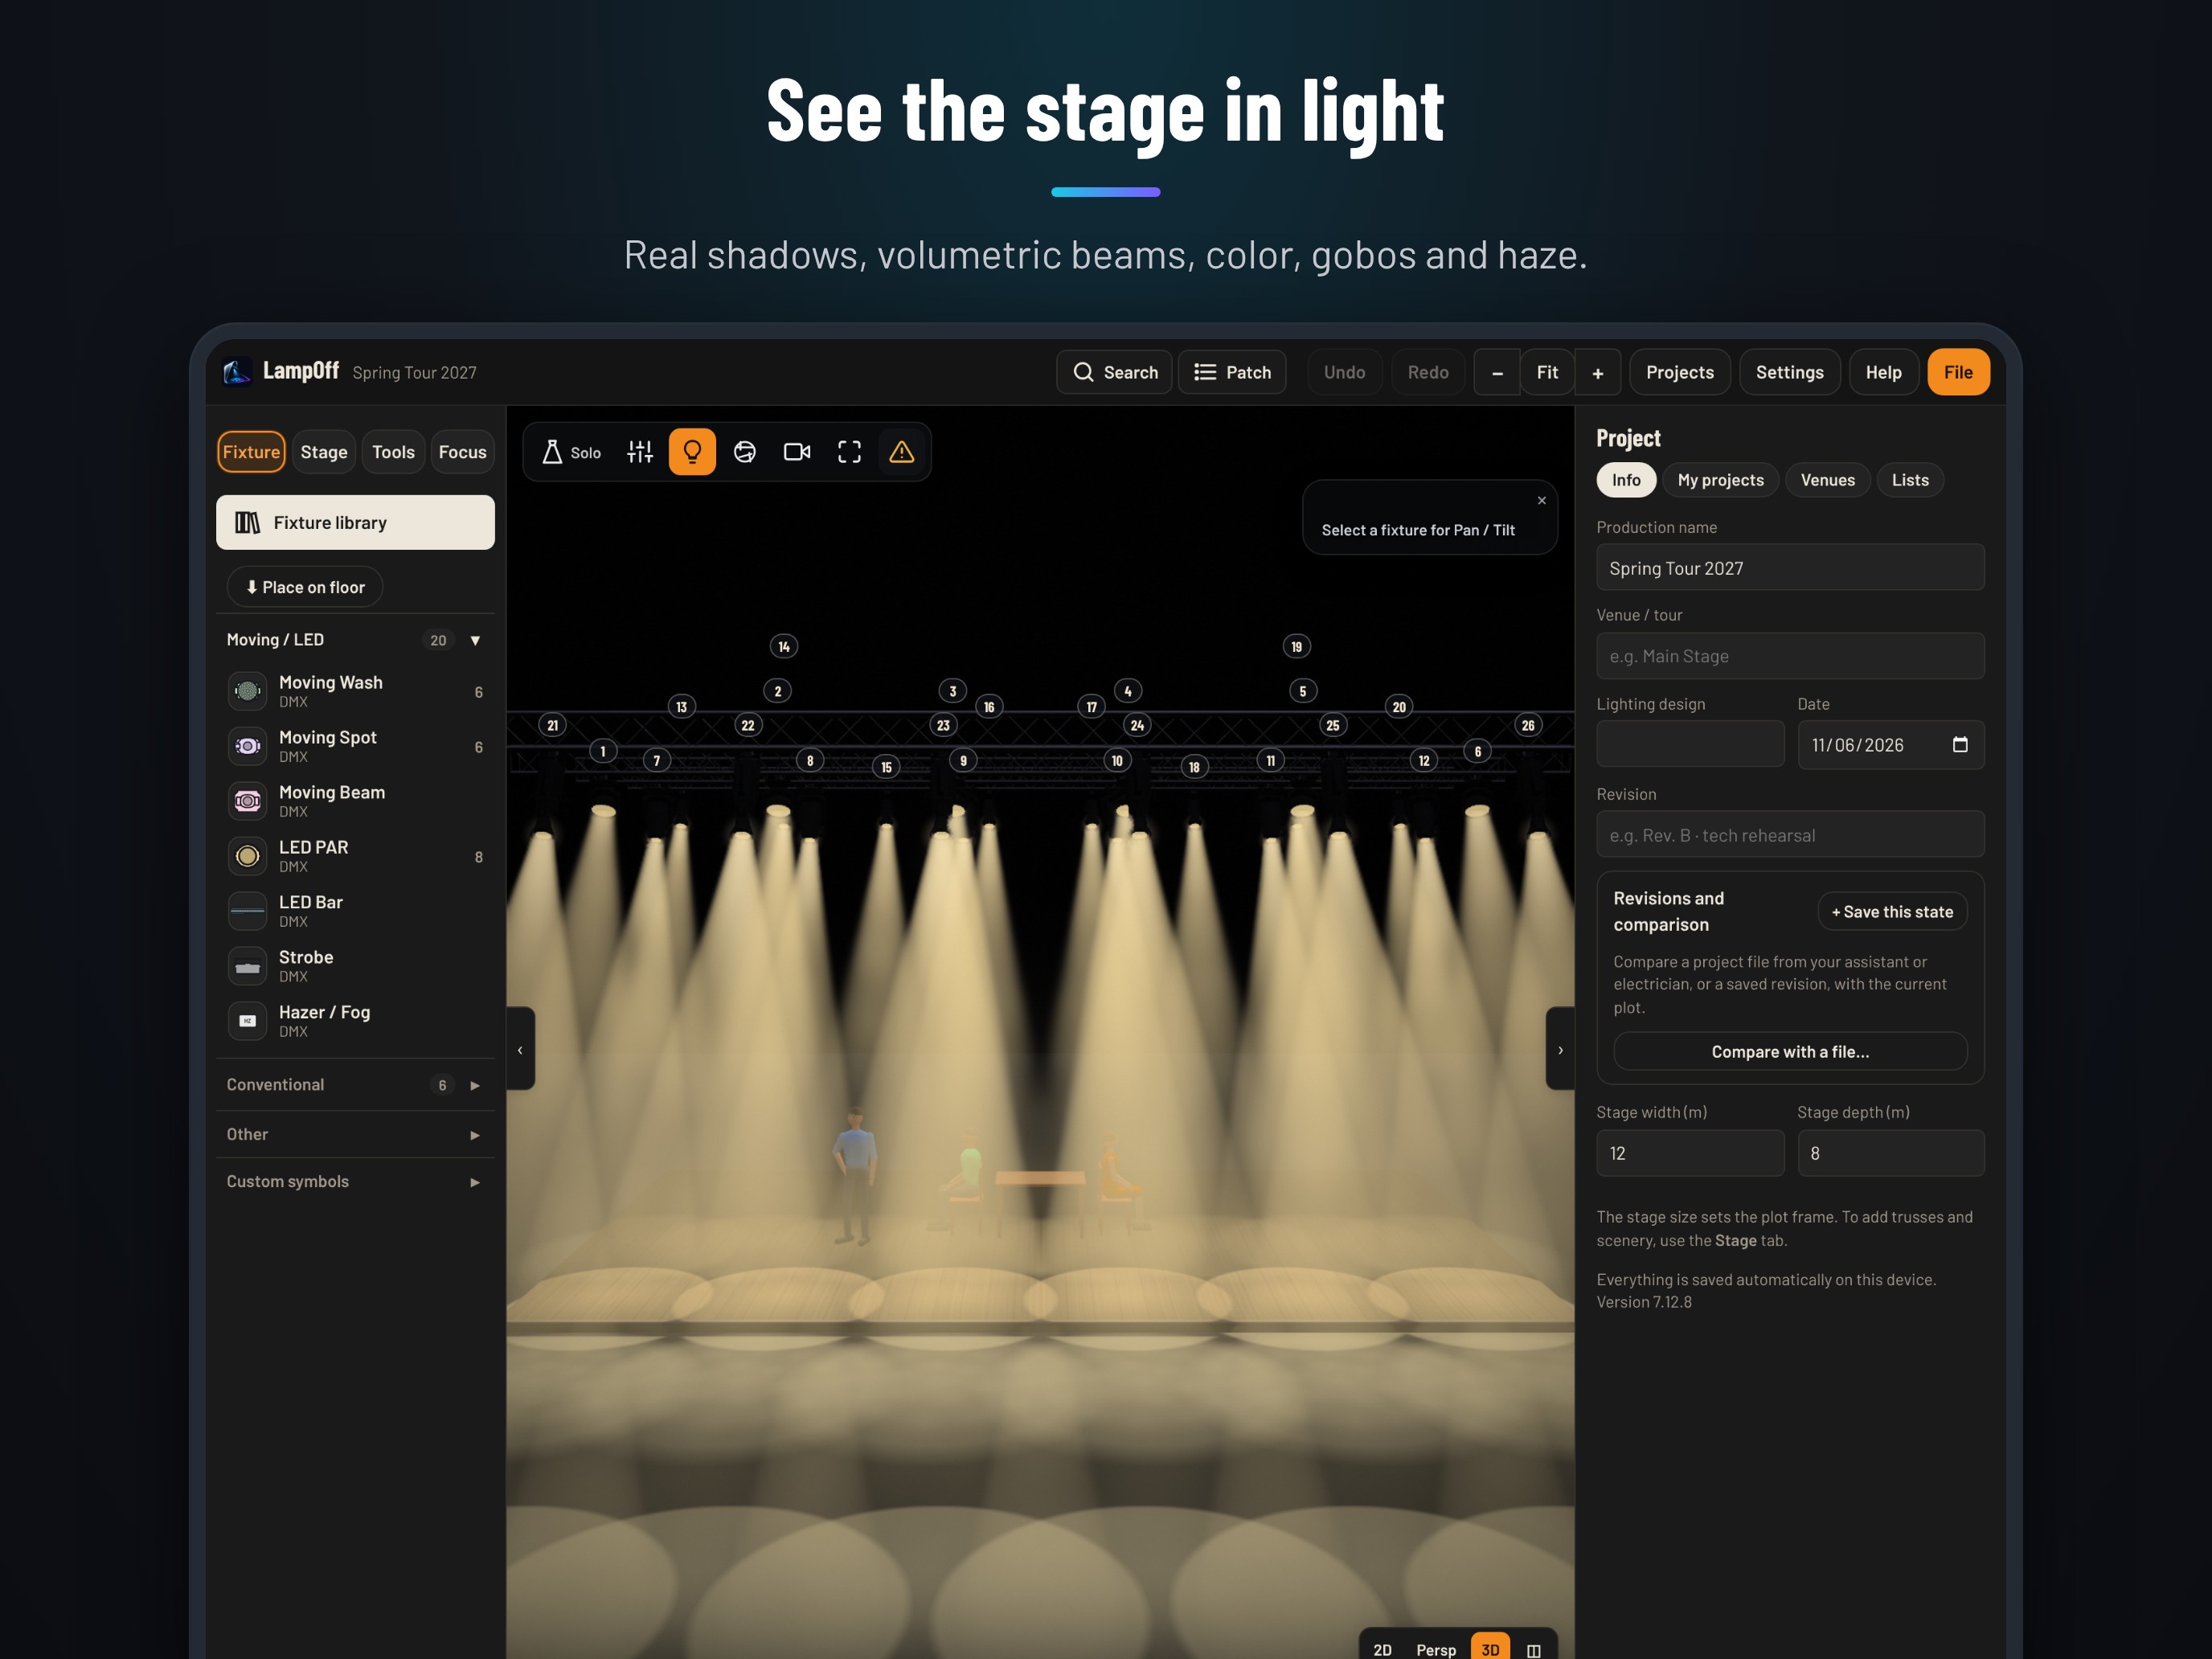 See the stage in light
Real shadows, volumetric beams, color, gobos and haze.
LampOff Spring Tour 2027
Search Patch Undo Redo − Fit + Projects Settings Help File
Fixture Stage Tools Focus
Fixture library
⬇ Place on floor
Moving / LED 20 ▼
Moving Wash 6
DMX
Moving Spot 6
DMX
Moving Beam
DMX
LED PAR 8
DMX
LED Bar
DMX
Strobe
DMX
HZ
Hazer / Fog
DMX
Conventional 6 ▶
Other ▶
Custom symbols ▶
Solo
×
Select a fixture for Pan / Tilt
14 19
2 3 4 5
13 16 17 20
21 22 23 24 25 26
1 6
7 8 9 10 11 12
15 18
‹ ›
2D Persp 3D
Project
Info My projects Venues Lists
Production name
Spring Tour 2027
Venue / tour
e.g. Main Stage
Lighting design Date
11/06/2026
Revision
e.g. Rev. B · tech rehearsal
Revisions and
comparison
+ Save this state
Compare a project file from your assistant or
electrician, or a saved revision, with the current
plot.
Compare with a file...
Stage width (m) Stage depth (m)
12 8
The stage size sets the plot frame. To add trusses and
scenery, use the Stage tab.
Everything is saved automatically on this device.
Version 7.12.8